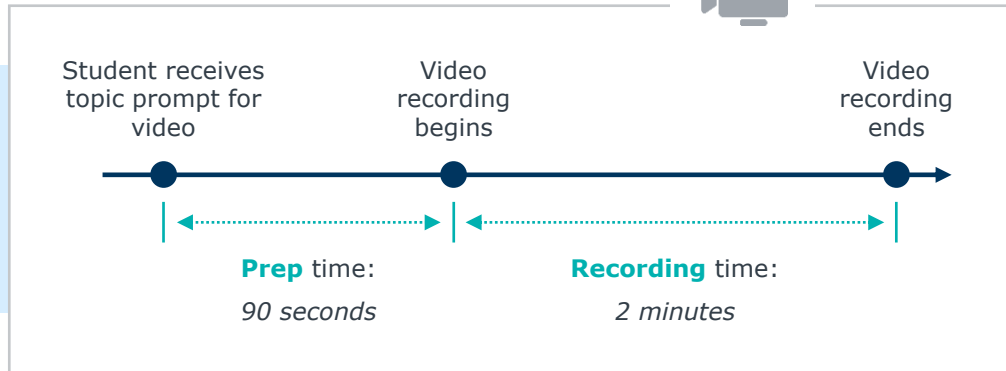 Student receives
topic prompt for
video
Video
recording
begins
Video
recording
ends
Prep time:
90 seconds
Recording time:
2 minutes